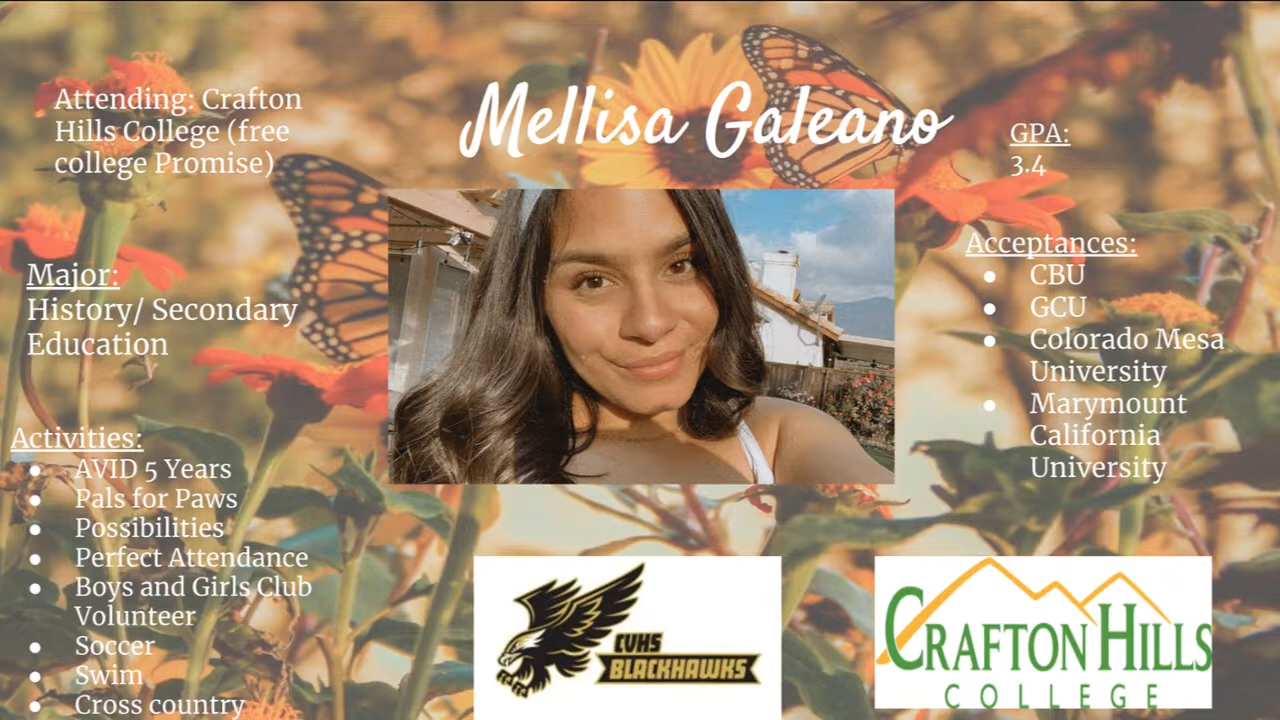 Mellisa Galeano
Attending: Crafton
Hills College (free
college Promise)
Major:
History/ Secondary
Education
Activities:
● AVID 5 Years
● Pals for Paws
● Possibilities
● Perfect Attendance
● Boys and Girls Club
Volunteer
● Soccer
● Swim
● Cross country
GPA:
3.4
Acceptances:
● CBU
● GCU
● Colorado Mesa
University
● Marymount
California
University
CVHS
BLACKHAWKS
CRAFTON HILLS
COLLEGE